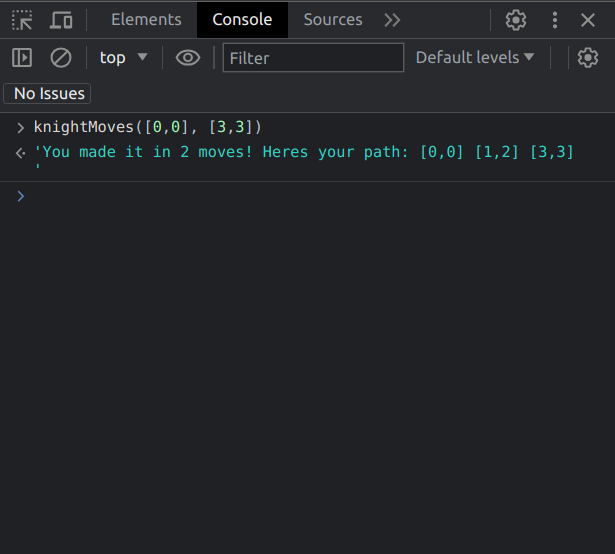 Elements Console Sources
top Filter Default levels
No Issues
knightMoves([0,0], [3,3])
'You made it in 2 moves! Heres your path: [0,0] [1,2] [3,3]
'